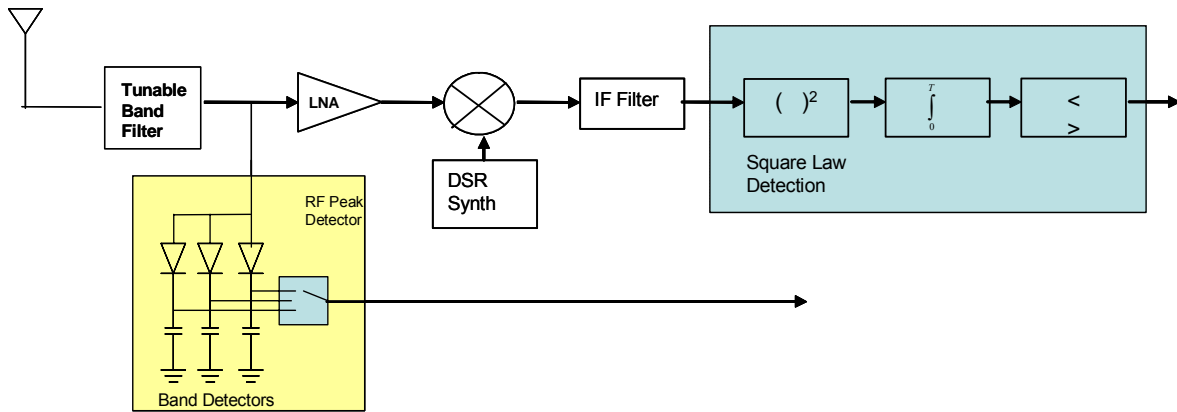 Tunable
Band
Filter
LNA
IF Filter
( )²
T
∫
0
<
>
Square Law
Detection
DSR
Synth
RF Peak
Detector
Band Detectors